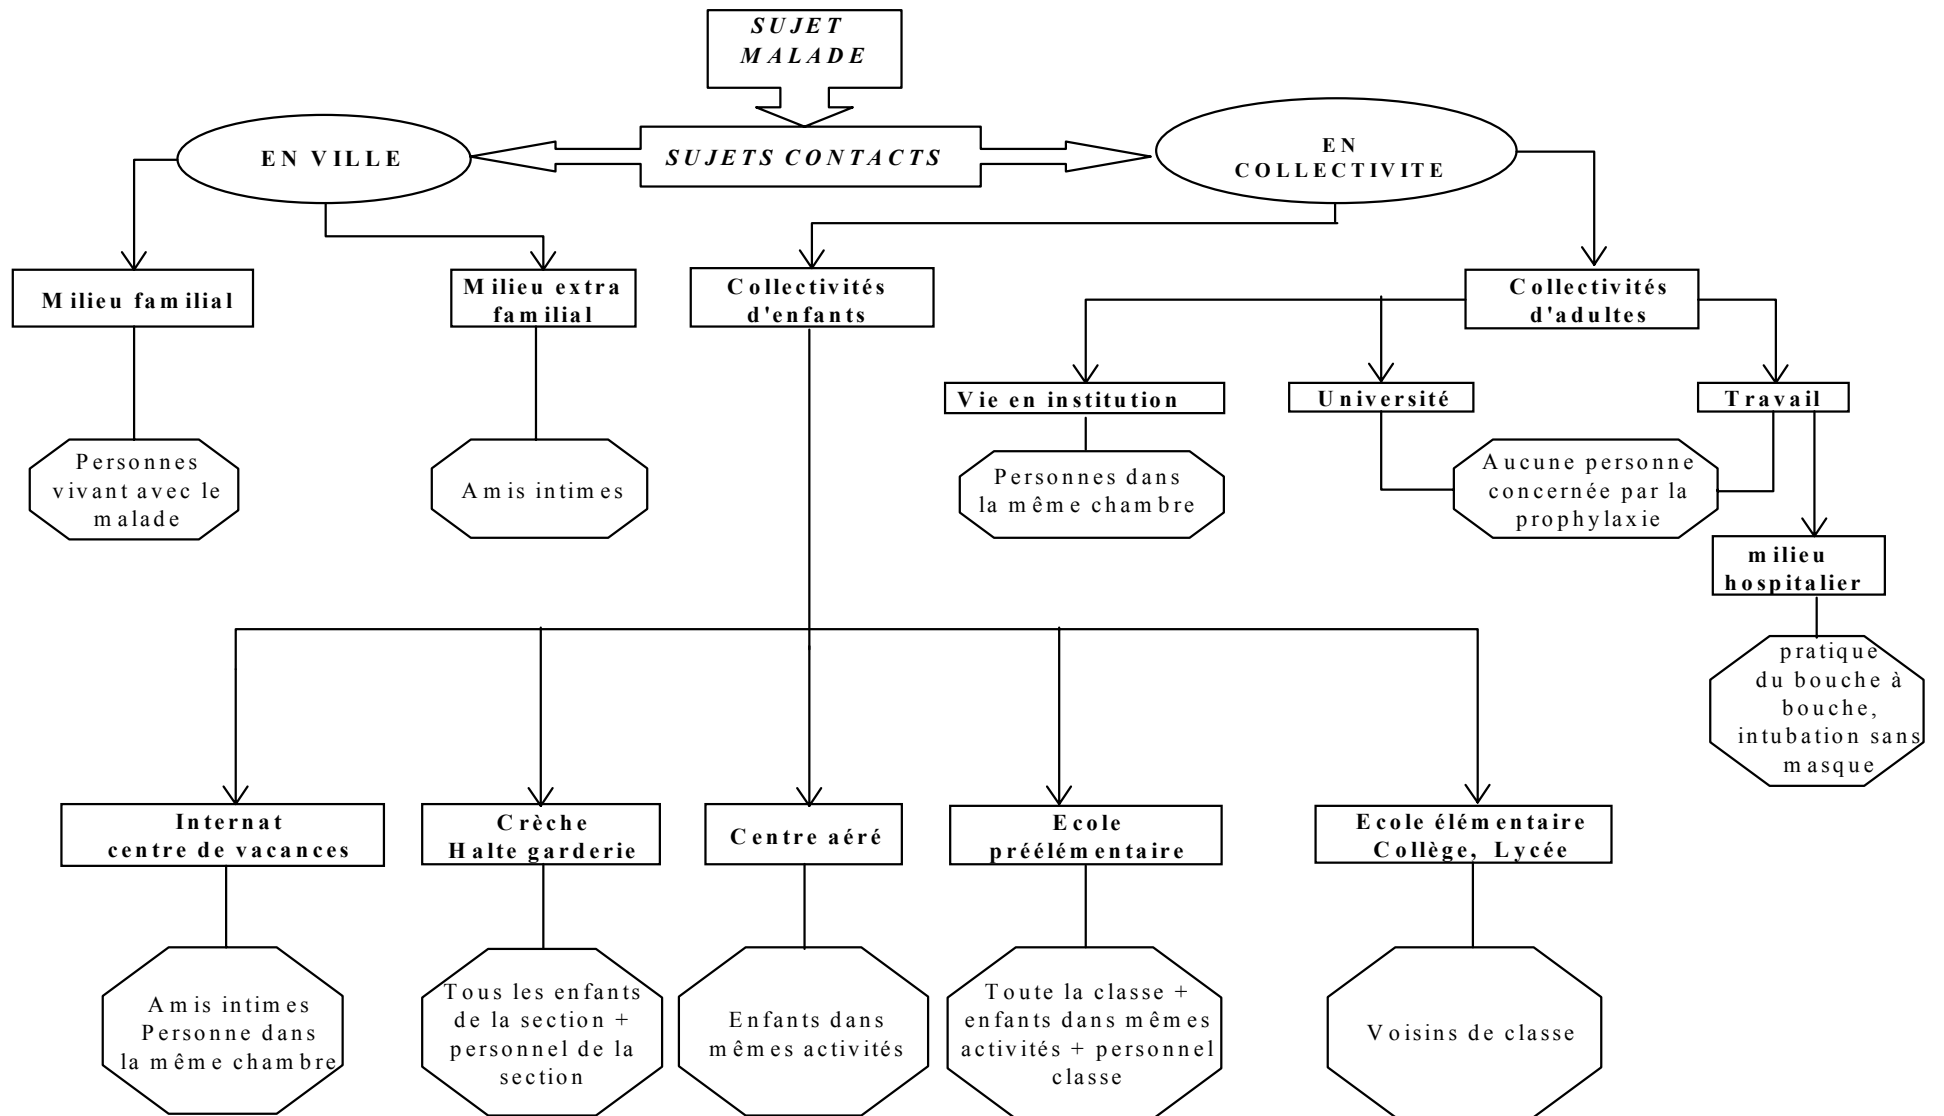 SUJET
MALADE
SUJETS CONTACTS
EN VILLE
EN
COLLECTIVITE
Milieu familial
Milieu extra
familial
Collectivités
d'enfants
Collectivités
d'adultes
Vie en institution
Université
Travail
Personnes
vivant avec le
malade
Amis intimes
Personnes dans
la même chambre
Aucune personne
concernée par la
prophylaxie
milieu
hospitalier
pratique
du bouche à
bouche,
intubation sans
masque
Internat
centre de vacances
Crèche
Halte garderie
Centre aéré
Ecole
préélémentaire
Ecole élémentaire
Collège, Lycée
Amis intimes
Personne dans
la même chambre
Tous les enfants
de la section +
personnel de la
section
Enfants dans
mêmes activités
Toute la classe +
enfants dans mêmes
activités + personnel
classe
Voisins de classe